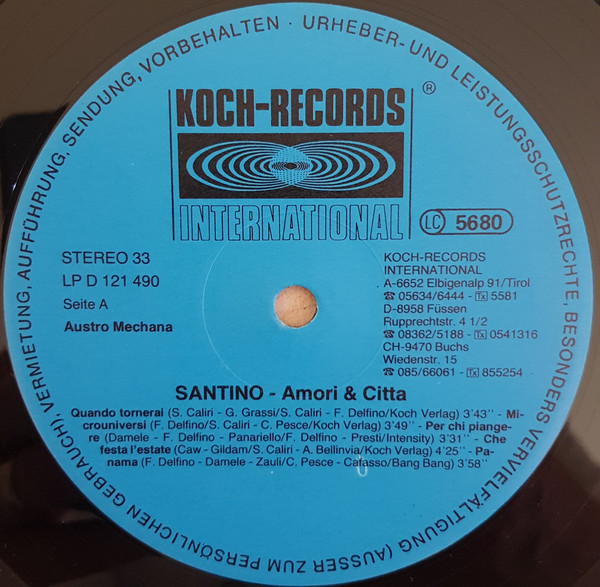 GEBRAUCH), VERMIETUNG, AUFFÜHRUNG, SENDUNG, VORBEHALTEN · URHEBER- UND LEISTUNGSSCHUTZRECHTE, BESONDERS VERVIELFÄLTIGUNG (AUSSER ZUM PERSÖNLICHEN
KOCH-RECORDS
®
INTERNATIONAL
LC 5680
STEREO 33
LP D 121 490
Seite A
Austro Mechana
KOCH-RECORDS
INTERNATIONAL
A-6652 Elbigenalp 91/Tirol
☎ 05634/6444 - Tx 5581
D-8958 Füssen
Rupprechtstr. 4 1/2
☎ 08362/5188 - Tx 0541316
CH-9470 Buchs
Wiedenstr. 15
☎ 085/66061 - Tx 855254
SANTINO - Amori & Citta
Quando tornerai (S. Caliri - G. Grassi/S. Caliri - F. Delfino/Koch Verlag) 3'43'' - Mi-
crouniversi (F. Delfino/S. Caliri - C. Pesce/Koch Verlag) 3'49'' - Per chi piange-
re (Damele - F. Delfino - Panariello/F. Delfino - Presti/Intensity) 3'31'' - Che
festa l'estate (Caw - Gildam/S. Caliri - A. Bellinvia/Koch Verlag) 4'25'' - Pa-
nama (F. Delfino - Damele - Zauli/C. Pesce - Cafasso/Bang Bang) 3'58''